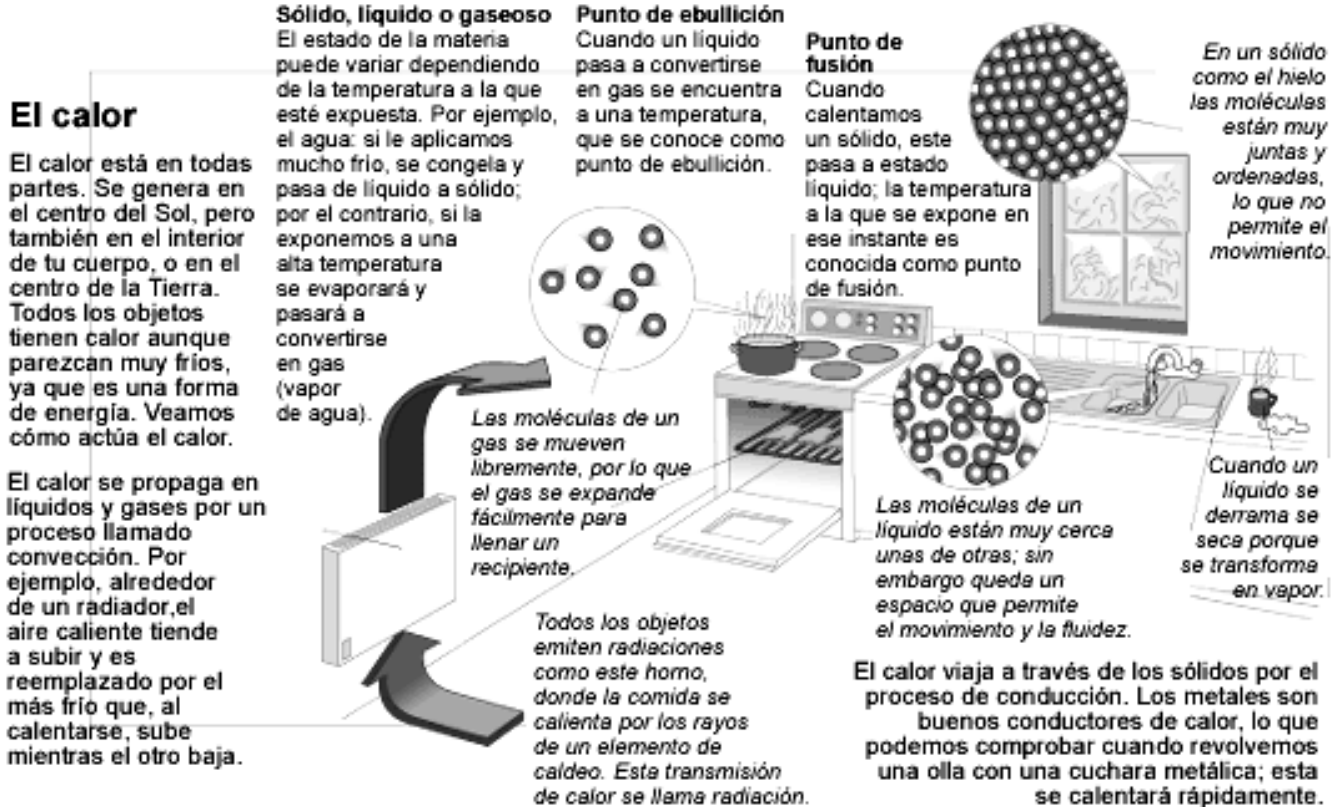 El calor
El calor está en todas
partes. Se genera en
el centro del Sol, pero
también en el interior
de tu cuerpo, o en el
centro de la Tierra.
Todos los objetos
tienen calor aunque
parezcan muy fríos,
ya que es una forma
de energía. Veamos
cómo actúa el calor.
El calor se propaga en
líquidos y gases por un
proceso llamado
convección. Por
ejemplo, alrededor
de un radiador,el
aire caliente tiende
a subir y es
reemplazado por el
más frío que, al
calentarse, sube
mientras el otro baja.
Sólido, líquido o gaseoso
El estado de la materia
puede variar dependiendo
de la temperatura a la que
esté expuesta. Por ejemplo,
el agua: si le aplicamos
mucho frío, se congela y
pasa de líquido a sólido;
por el contrario, si la
exponemos a una
alta temperatura
se evaporará y
pasará a
convertirse
en gas
(vapor
de agua).
Punto de ebullición
Cuando un líquido
pasa a convertirse
en gas se encuentra
a una temperatura,
que se conoce como
punto de ebullición.
Punto de
fusión
Cuando
calentamos
un sólido, este
pasa a estado
líquido; la temperatura
a la que se expone en
ese instante es
conocida como punto
de fusión.
En un sólido
como el hielo
las moléculas
están muy
juntas y
ordenadas,
lo que no
permite el
movimiento.
Las moléculas de un
gas se mueven
libremente, por lo que
el gas se expande
fácilmente para
llenar un
recipiente.
Las moléculas de un
líquido están muy cerca
unas de otras; sin
embargo queda un
espacio que permite
el movimiento y la fluidez.
Cuando un
líquido se
derrama se
seca porque
se transforma
en vapor.
Todos los objetos
emiten radiaciones
como este horno,
donde la comida se
calienta por los rayos
de un elemento de
caldeo. Esta transmisión
de calor se llama radiación.
El calor viaja a través de los sólidos por el
proceso de conducción. Los metales son
buenos conductores de calor, lo que
podemos comprobar cuando revolvemos
una olla con una cuchara metálica; esta
se calentará rápidamente.